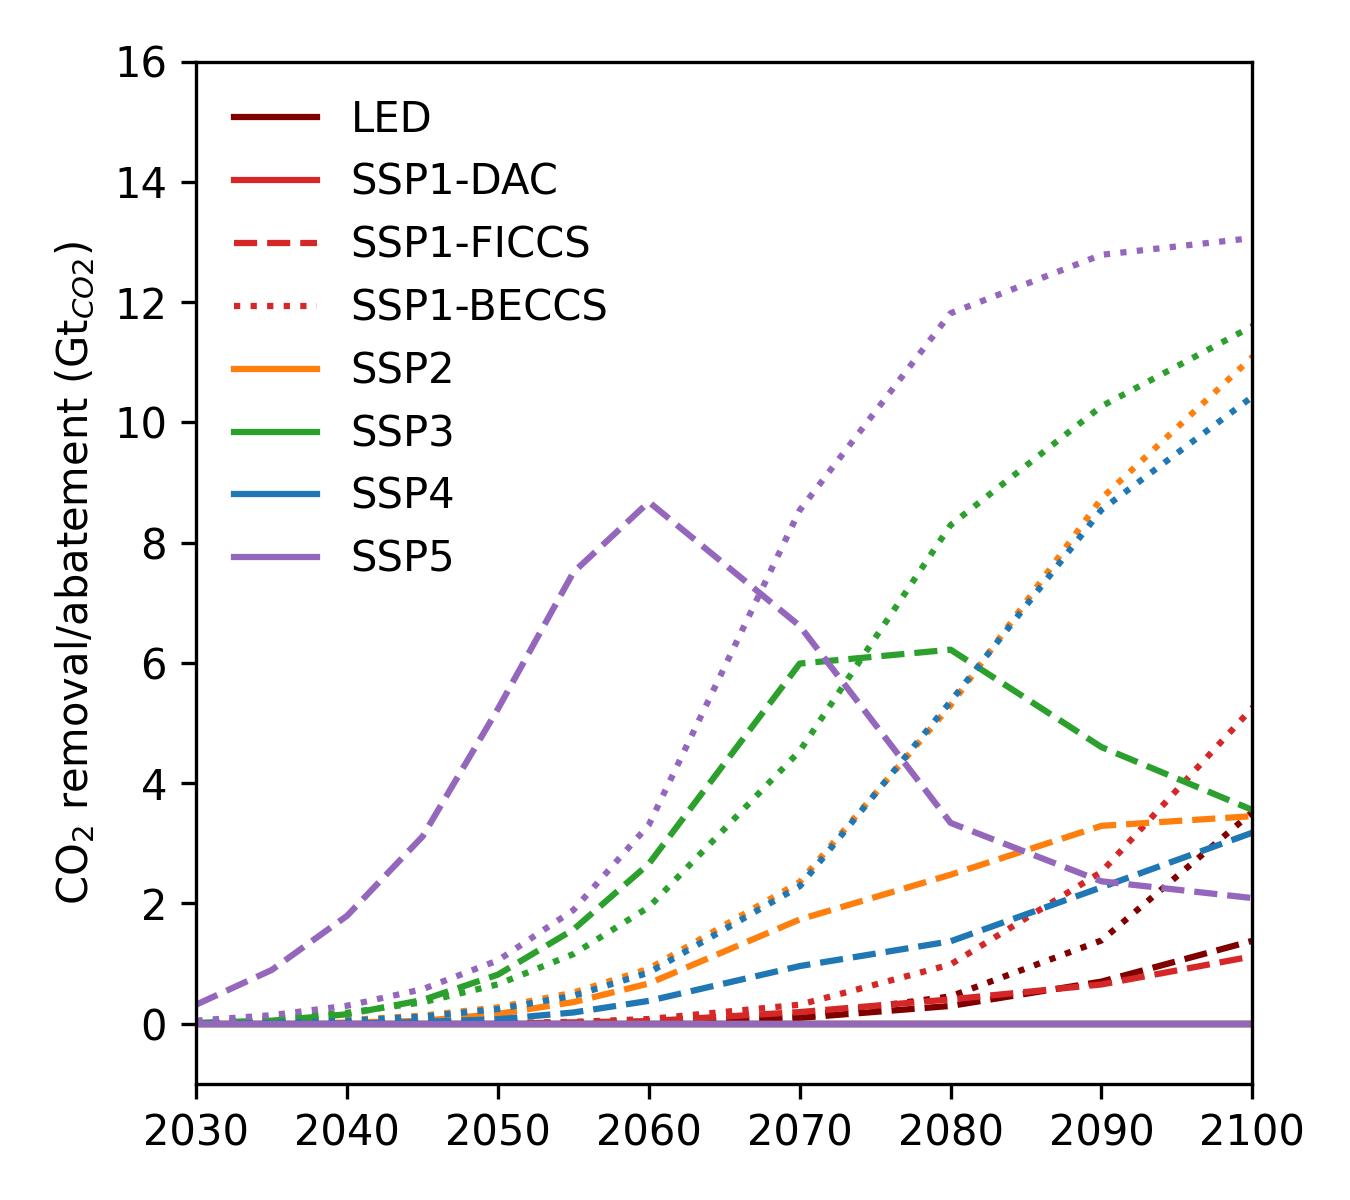 CO₂ removal/abatement (Gt_CO2)
16
14
12
10
8
6
4
2
0
LED
SSP1-DAC
SSP1-FICCS
SSP1-BECCS
SSP2
SSP3
SSP4
SSP5
2030 2040 2050 2060 2070 2080 2090 2100